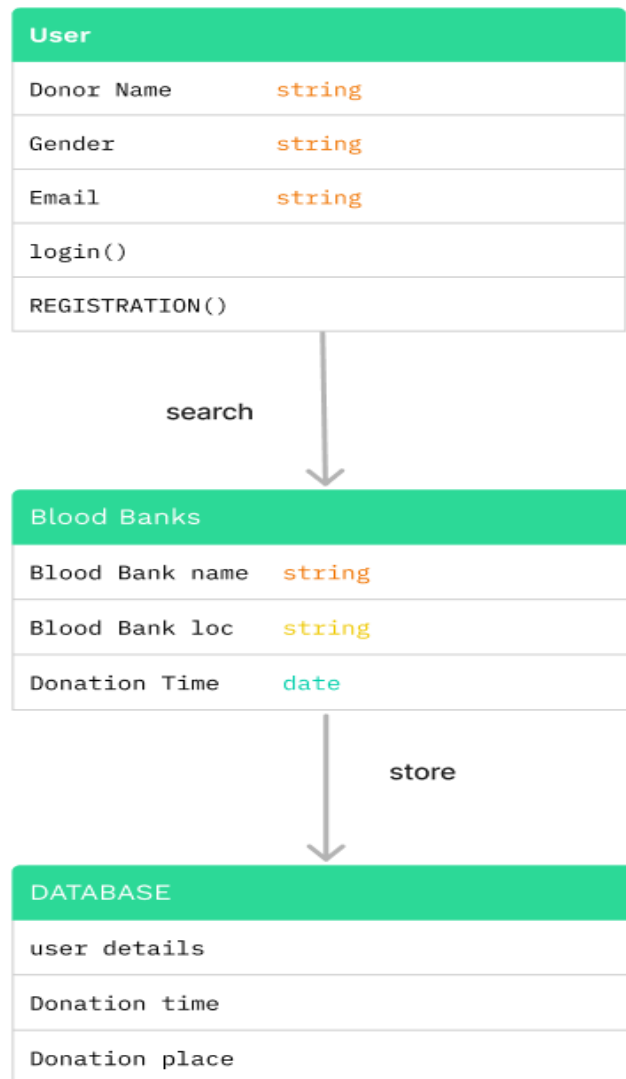 User
Donor Name string
Gender string
Email string
login()
REGISTRATION()
search
Blood Banks
Blood Bank name string
Blood Bank loc string
Donation Time date
store
DATABASE
user details
Donation time
Donation place